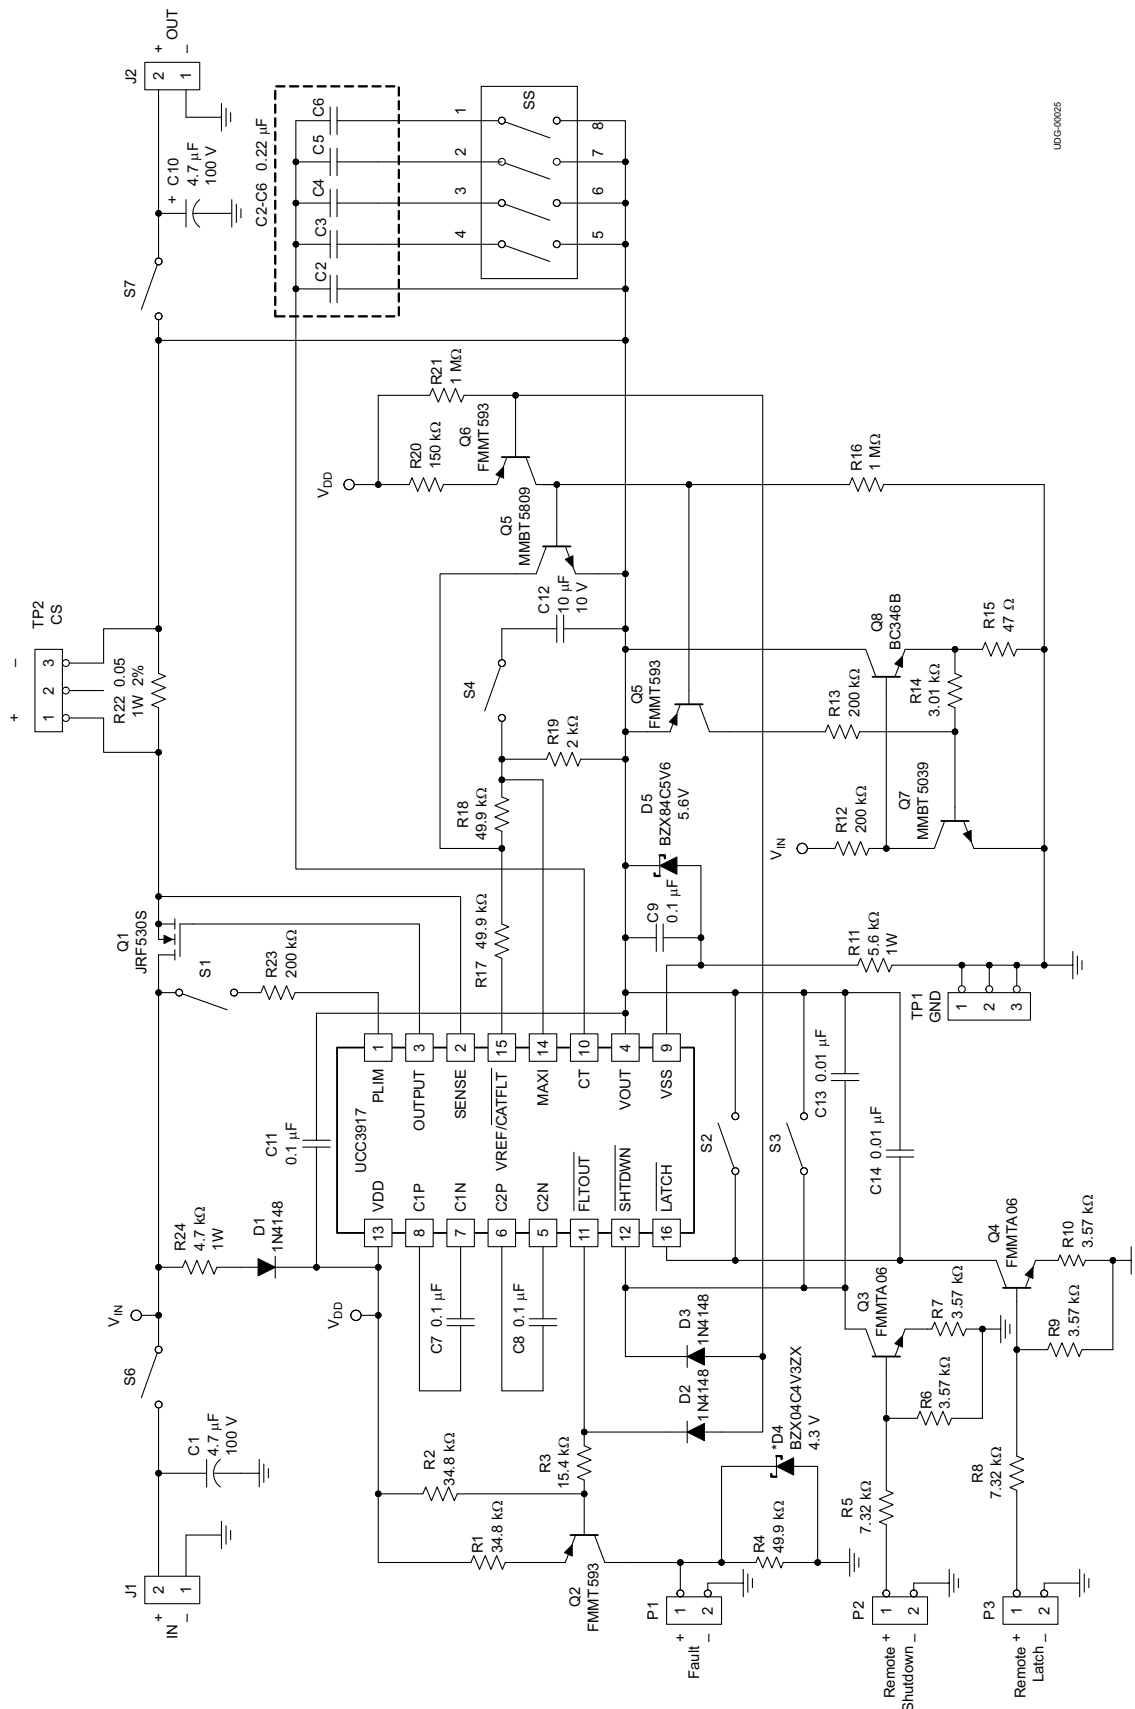 J1
2
1
+
IN
−
C1
4.7 µF
100 V
S6
VIN
R24
4.7 kΩ
1W
D1
1N4148
C11
0.1 µF
Q1
JRF530S
S1
R23
200 kΩ
+
−
TP2
CS
1
2
3
R22 0.05
1W 2%
S7
C10
4.7 µF
100 V
+
J2
2
1
+
OUT
−
C2-C6 0.22 µF
C2
C3
C4
C5
C6
4
3
2
1
SS
5
6
7
8
VDD
R1
34.8 kΩ
R2
34.8 kΩ
R3
15.4 kΩ
Q2
FMMT593
C7 0.1 µF
C8 0.1 µF
UCC3917
13
VDD
8
C1P
7
C1N
6
C2P
5
C2N
11
FLTOUT
12
SHTDWN
16
LATCH
1
PLIM
3
OUTPUT
2
SENSE
15
VREF/CATFLT
14
MAXI
10
CT
4
VOUT
9
VSS
R17 49.9 kΩ
R18
49.9 kΩ
R19
2 kΩ
S4
C12
10 µF
10 V
Q5
MMBT5809
VDD
R20
150 kΩ
R21
1 MΩ
Q6
FMMT593
D2
1N4148
D3
1N4148
*D4
BZX04C4V3ZX
4.3 V
R4
49.9 kΩ
P1
1
2
Fault
+
−
S2
S3
C13 0.01 µF
C14 0.01 µF
C9
0.1 µF
D5
BZX84C5V6
5.6V
R11
5.6 kΩ
1W
TP1
GND
1
2
3
Q5
FMMT593
R16
1 MΩ
VIN
R12
200 kΩ
R13
200 kΩ
Q7
MMBT5039
Q8
BC346B
R14
3.01 kΩ
R15
47 Ω
P2
1
2
Remote +
Shutdown −
R5
7.32 kΩ
R6
3.57 kΩ
Q3
FMMTA06
R7
3.57 kΩ
P3
1
2
Remote +
Latch −
R8
7.32 kΩ
R9
3.57 kΩ
Q4
FMMTA06
R10
3.57 kΩ
UDG-00025